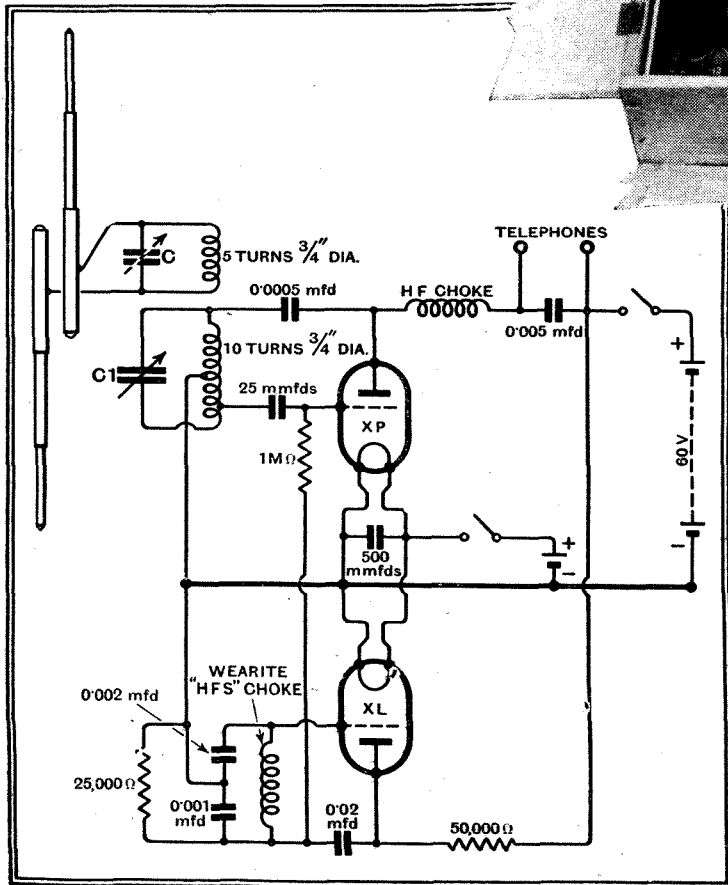 TELEPHONES
C
5 TURNS 3/4" DIA.
0·0005 mfd
HF CHOKE
0·005 mfd
+
10 TURNS 3/4" DIA.
C1
25 mmfds
XP
1MΩ
60V
500
mmfds
+
−
−
WEARITE
"HFS" CHOKE
0·002 mfd
XL
25,000Ω
0·001
mfd
0·02
mfd
50,000Ω